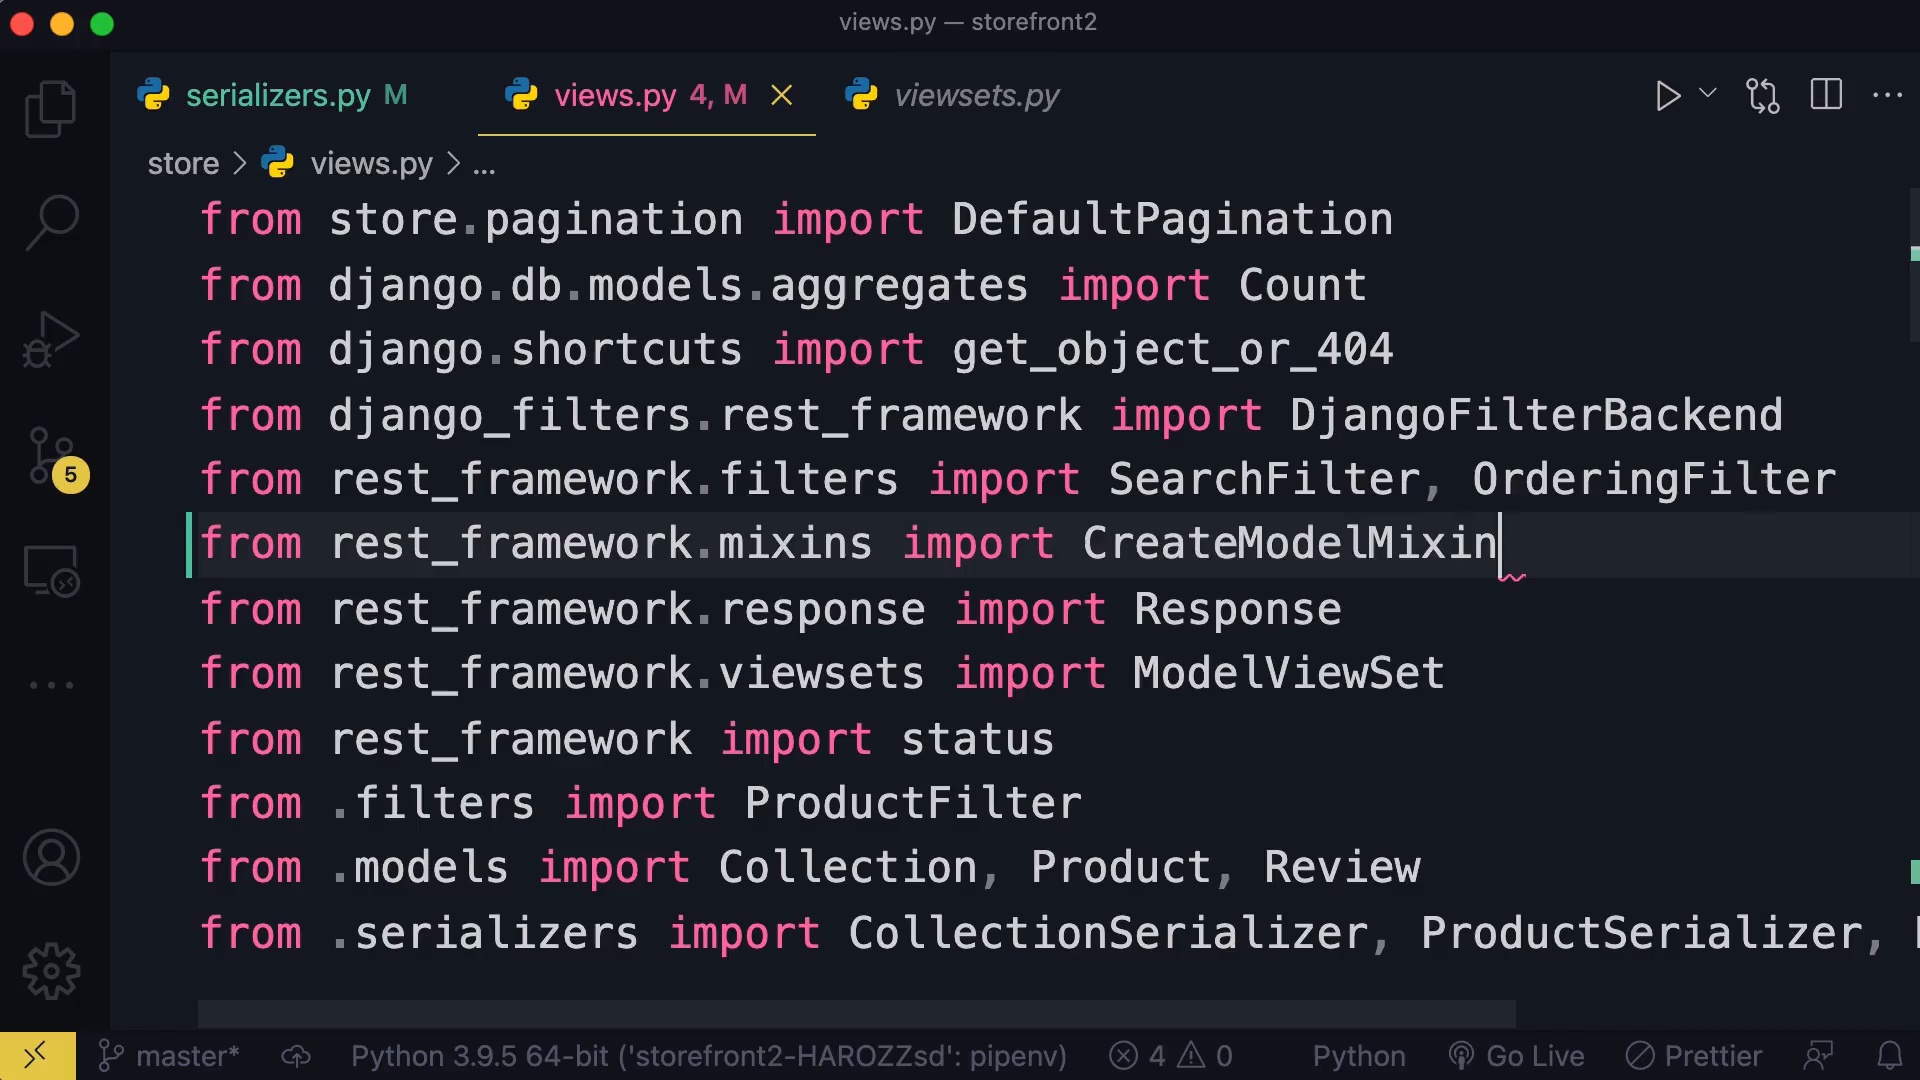 views.py — storefront2
serializers.py M
views.py 4, M
viewsets.py
store > views.py > ...
from store.pagination import DefaultPagination
from django.db.models.aggregates import Count
from django.shortcuts import get_object_or_404
from django_filters.rest_framework import DjangoFilterBackend
from rest_framework.filters import SearchFilter, OrderingFilter
from rest_framework.mixins import CreateModelMixin
from rest_framework.response import Response
from rest_framework.viewsets import ModelViewSet
from rest_framework import status
from .filters import ProductFilter
from .models import Collection, Product, Review
from .serializers import CollectionSerializer, ProductSerializer,
5
master* Python 3.9.5 64-bit ('storefront2-HAROZZsd': pipenv) 4 0 Python Go Live Prettier